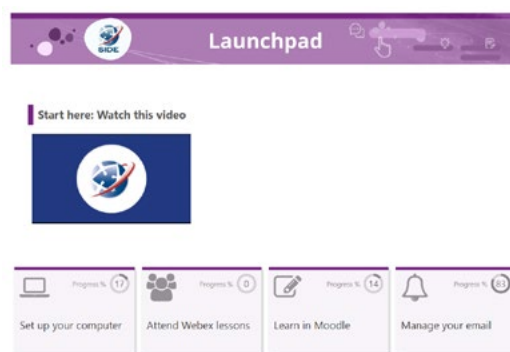 SIDE
Launchpad
Start here: Watch this video
Progress % 17
Progress % 0
Progress % 14
Progress % 83
Set up your computer
Attend Webex lessons
Learn in Moodle
Manage your email